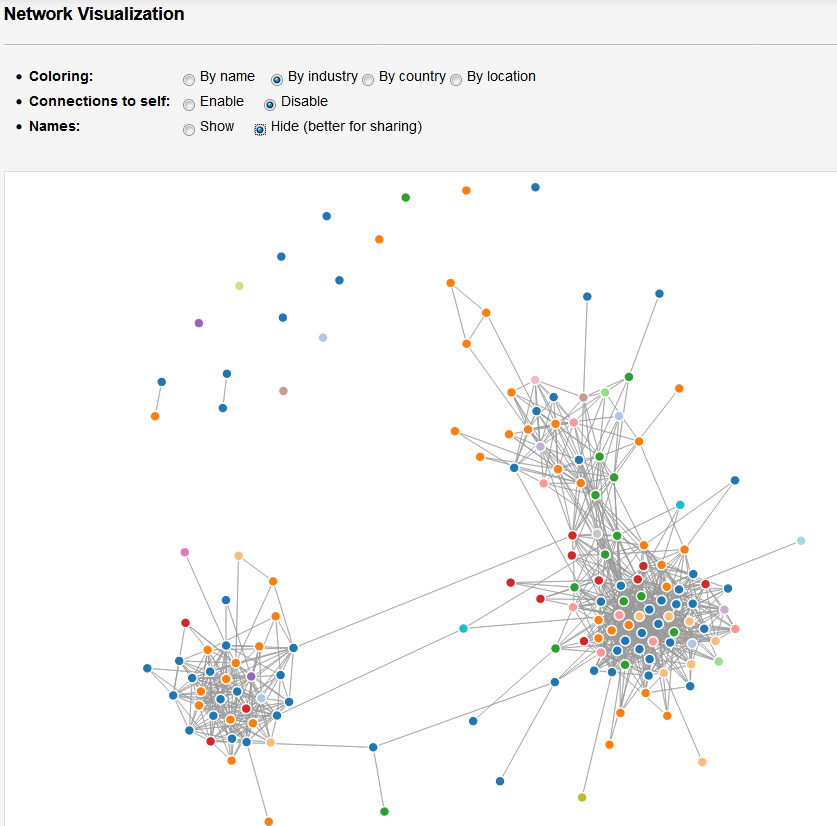 Network Visualization
• Coloring: By name By industry By country By location
• Connections to self: Enable Disable
• Names: Show Hide (better for sharing)